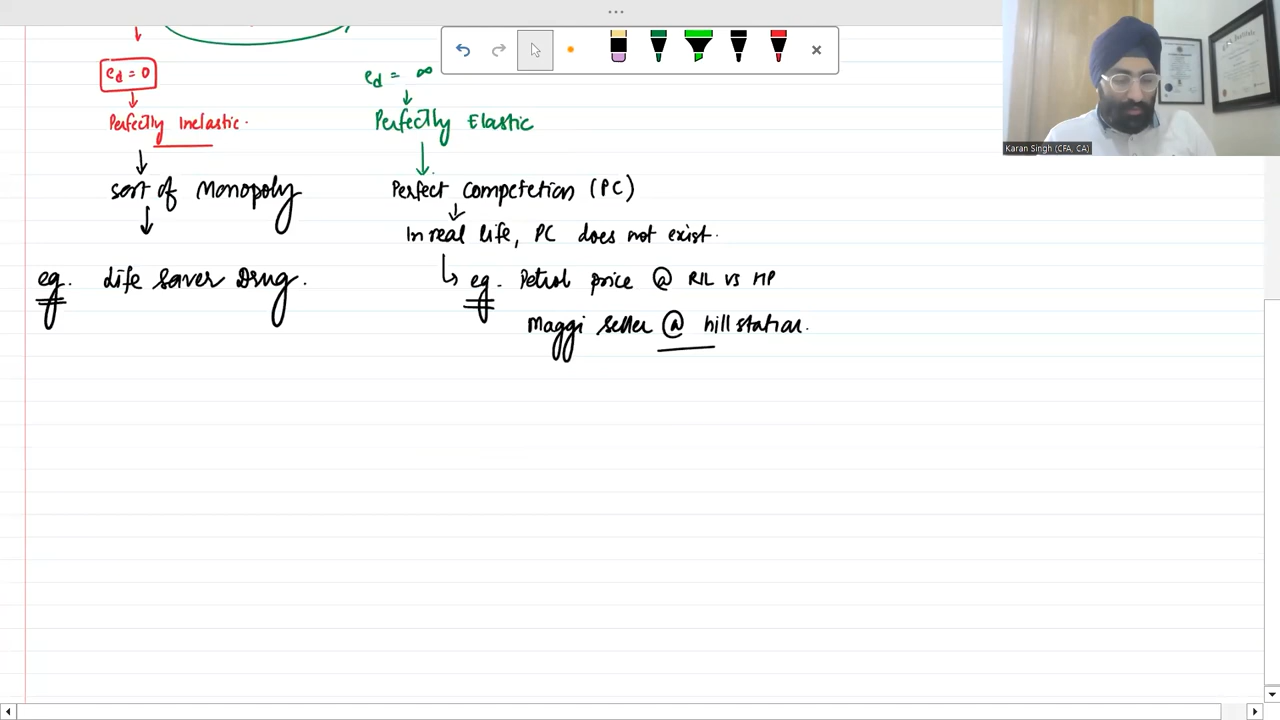 ed = 0
Perfectly Inelastic.
sort of Monopoly
eg. Life Saver Drug.
ed = ∞
Perfectly Elastic
Perfect Competetion (PC)
In real life, PC does not exist.
eg. Petrol price @ RIL vs HP
Maggi seller @ hill station.
Karan Singh (CFA, CA)